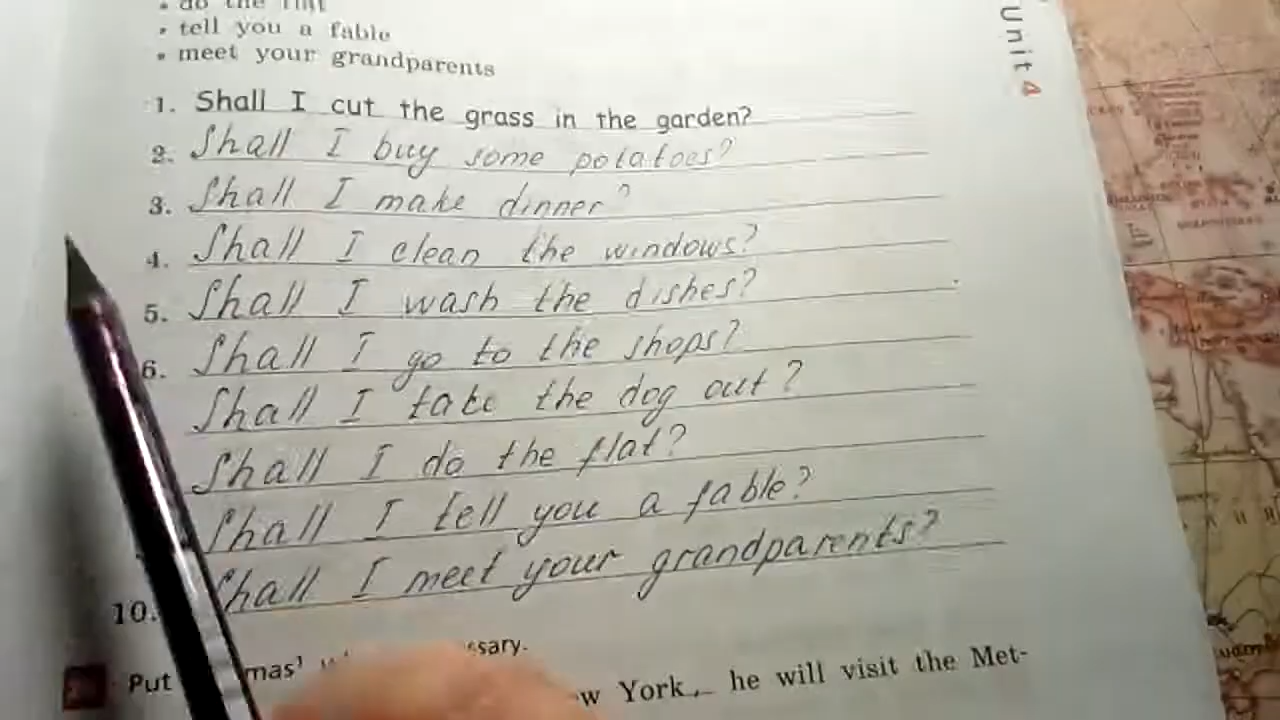 do the flat
• tell you a fable
• meet your grandparents
Unit 4
1. Shall I cut the grass in the garden?
2. Shall I buy some potatoes?
3. Shall I make dinner?
4. Shall I clean the windows?
5. Shall I wash the dishes?
6. Shall I go to the shops?
Shall I take the dog out?
Shall I do the flat?
Shall I tell you a fable?
10. Shall I meet your grandparents?
Put
York, he will visit the Met-